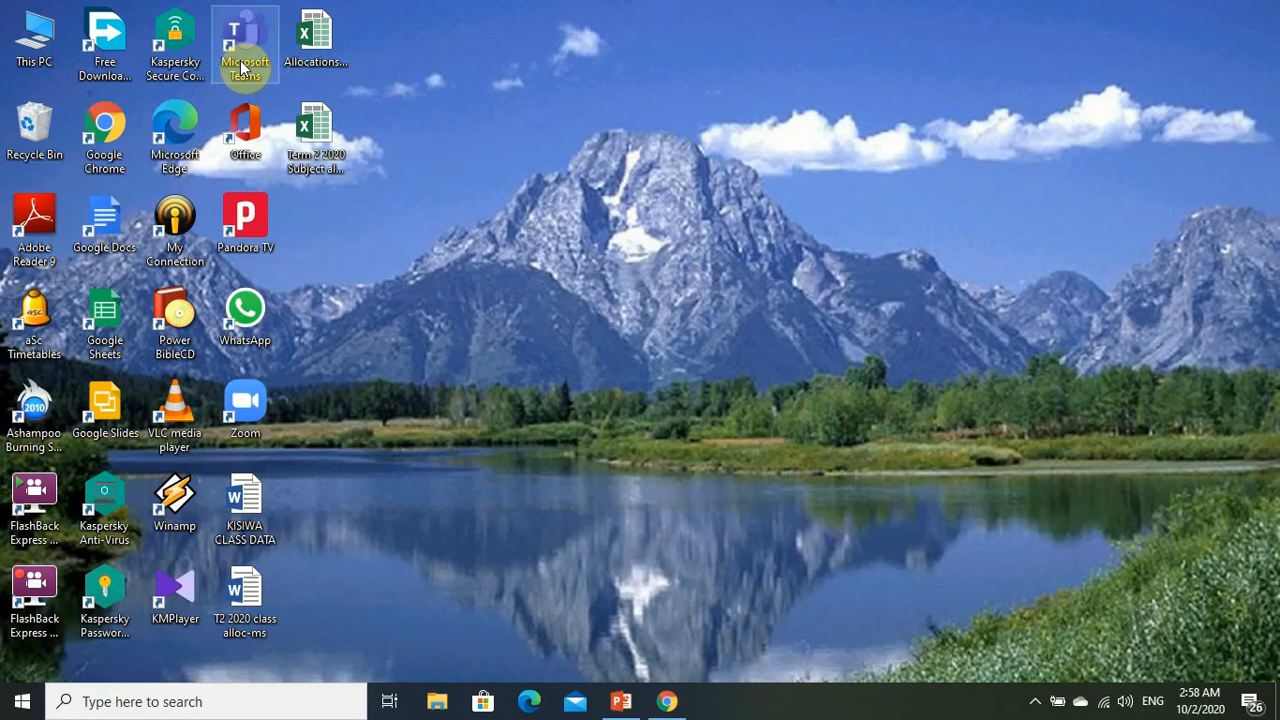 This PC
Free
Downloa...
Kaspersky
Secure Co...
Microsoft
Teams
Allocations...
Recycle Bin
Google
Chrome
Microsoft
Edge
Office
Term 2 2020
Subject al...
Adobe
Reader 9
Google Docs
My
Connection
Pandora TV
aSc
Timetables
Google
Sheets
Power
BibleCD
WhatsApp
Ashampoo
Burning S...
Google Slides
VLC media
player
Zoom
FlashBack
Express ...
Kaspersky
Anti-Virus
Winamp
KISIWA
CLASS DATA
FlashBack
Express ...
Kaspersky
Passwor...
KMPlayer
T2 2020 class
alloc-ms
Type here to search
ENG
2:58 AM
10/2/2020
26